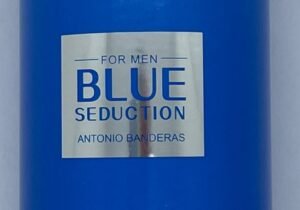 FOR MEN
BLUE
SEDUCTION
ANTONIO BANDERAS